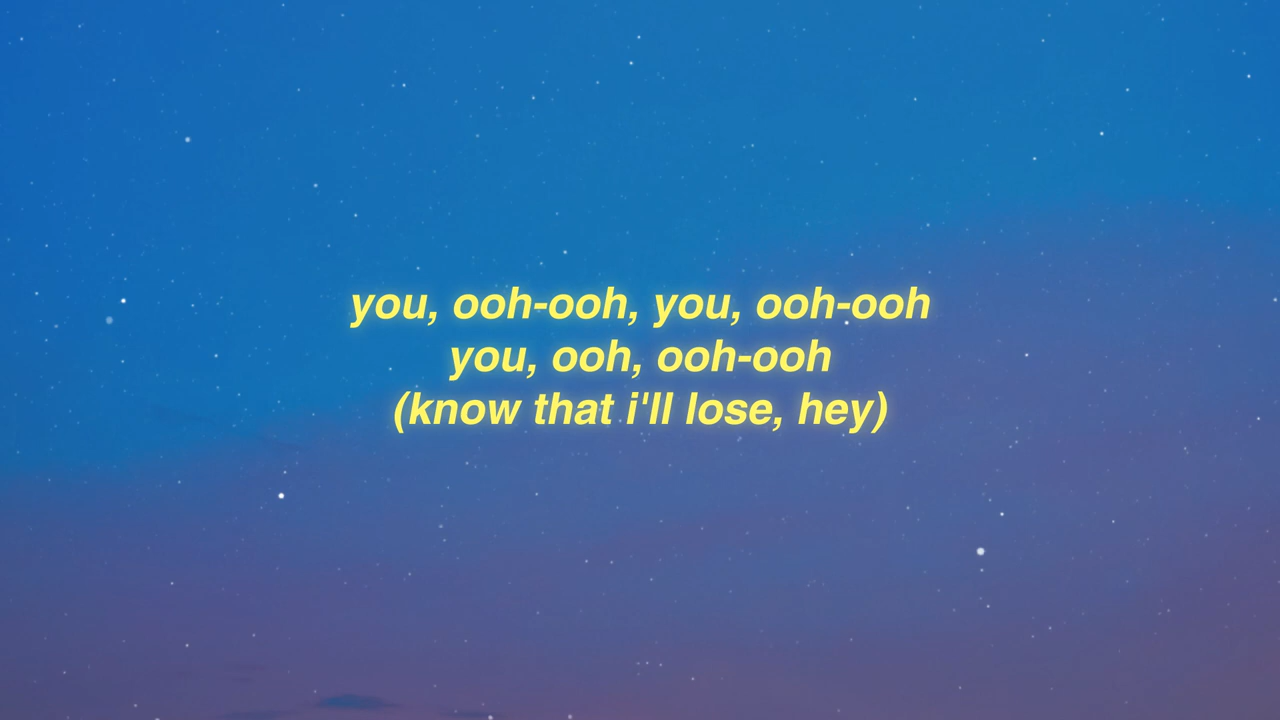 you, ooh-ooh, you, ooh-ooh
you, ooh, ooh-ooh
(know that i'll lose, hey)